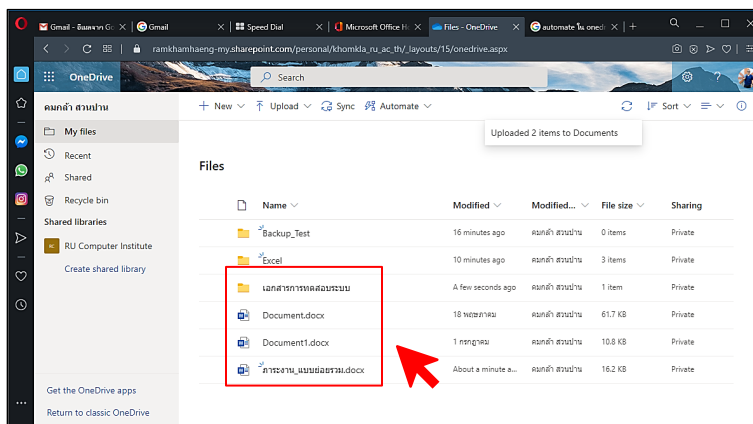 Gmail - อีเมลจาก Go
Gmail
Speed Dial
Microsoft Office Ho
Files - OneDrive
automate ใน oned
ramkhamhaeng-my.sharepoint.com/personal/khomkla_ru_ac_th/_layouts/15/onedrive.aspx
OneDrive
Search
คมกล้า สวนปาน
New
Upload
Sync
Automate
Sort
My files
Uploaded 2 items to Documents
Recent
Shared
Recycle bin
Shared libraries
RU Computer Institute
Create shared library
Get the OneDrive apps
Return to classic OneDrive
Files
Name Modified Modified... File size Sharing
Backup_Test 16 minutes ago คมกล้า สวนปาน 0 items Private
Excel 10 minutes ago คมกล้า สวนปาน 3 items Private
เอกสารการทดสอบระบบ A few seconds ago คมกล้า สวนปาน 1 item Private
Document.docx 18 พฤษภาคม คมกล้า สวนปาน 61.7 KB Private
Document1.docx 1 กรกฎาคม คมกล้า สวนปาน 10.8 KB Private
ภาระงาน_แบบย่อยรวม.docx About a minute a... คมกล้า สวนปาน 16.2 KB Private